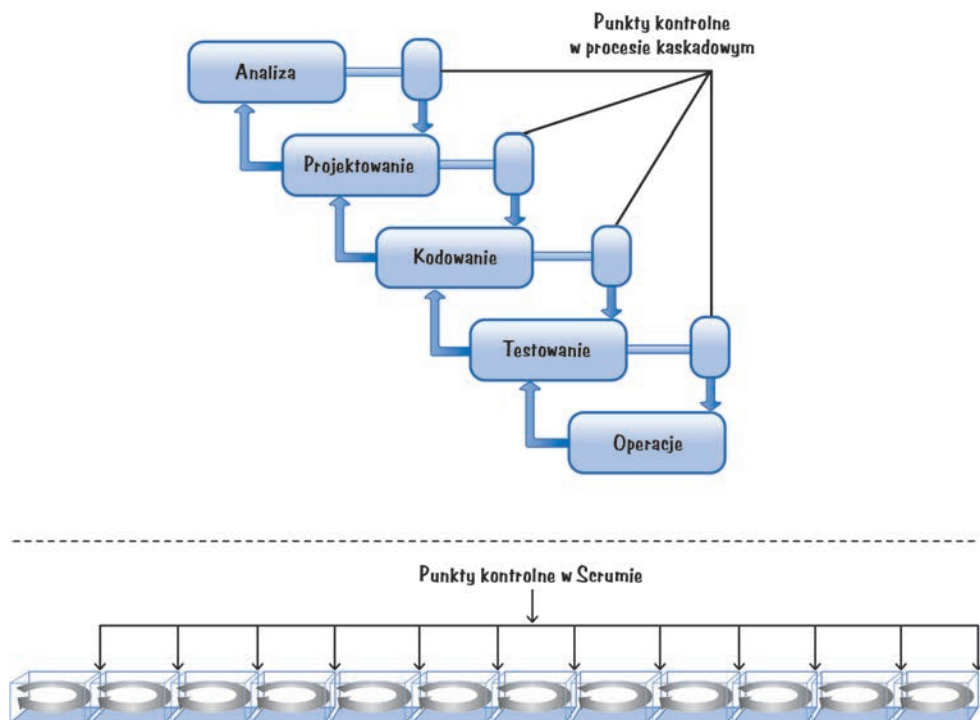 Punkty kontrolne
w procesie kaskadowym
Analiza
Projektowanie
Kodowanie
Testowanie
Operacje
Punkty kontrolne w Scrumie